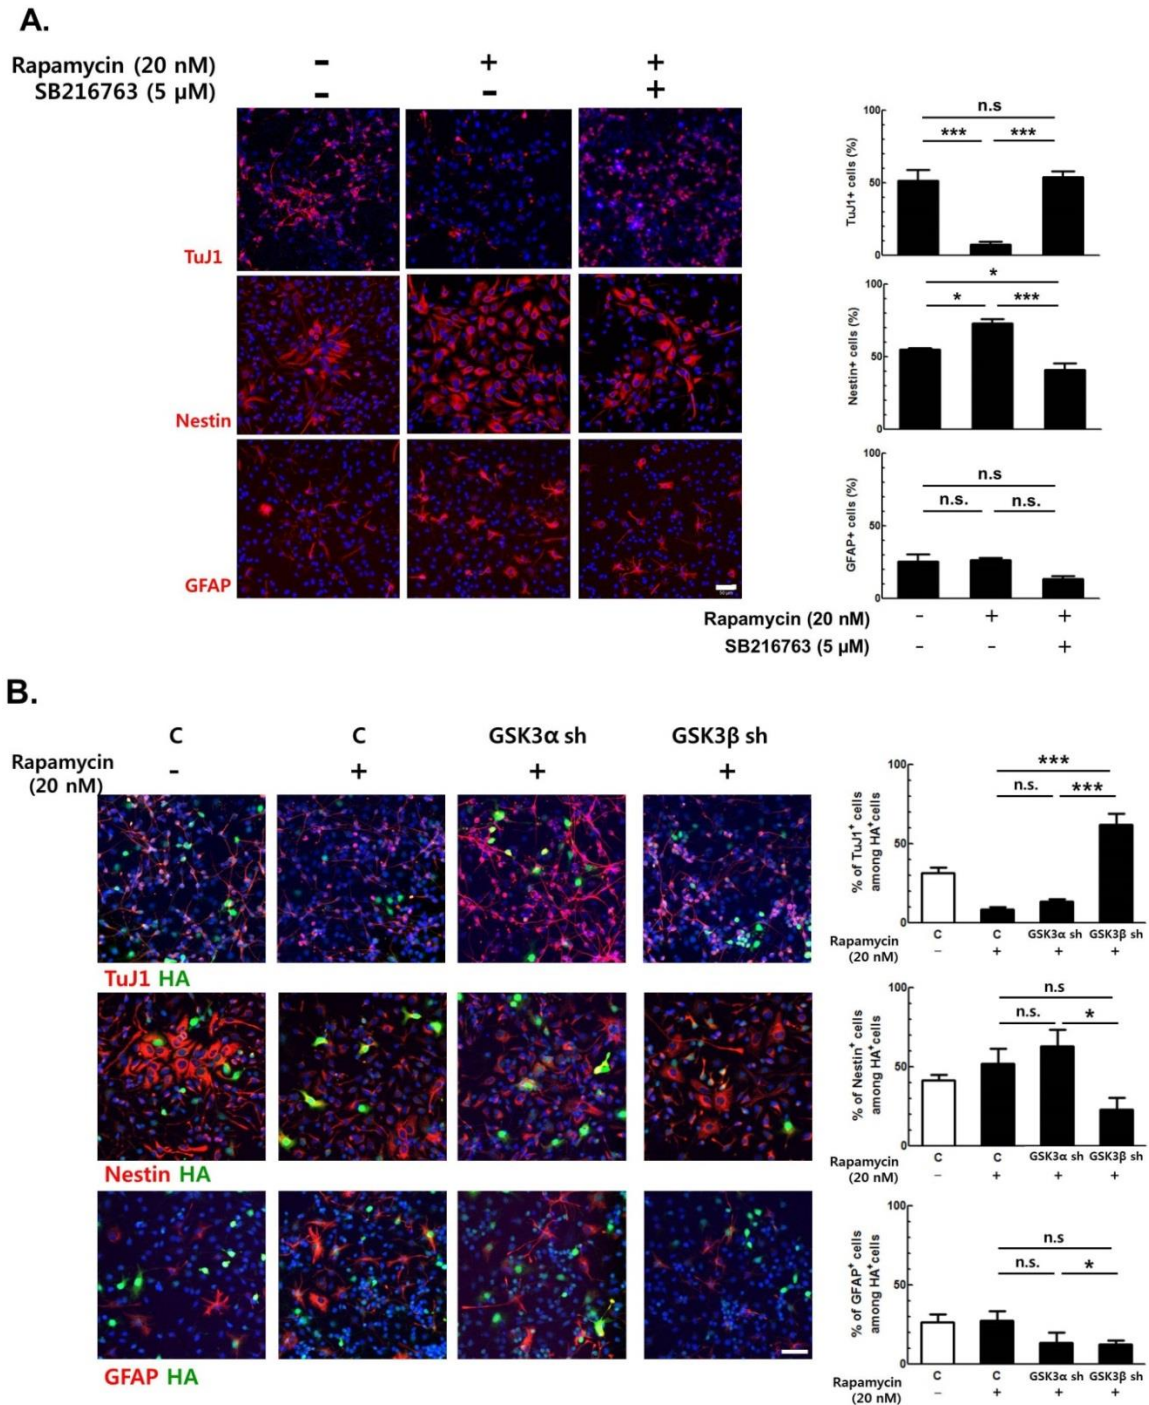 A.
Rapamycin (20 nM) - + +
SB216763 (5 μM) - - +
TuJ1
Nestin
GFAP
50 μm
100
50
0
TuJ1+ cells (%)
n.s
*** ***
100
50
0
Nestin+ cells (%)
*
* ***
100
50
0
GFAP+ cells (%)
n.s
n.s. n.s.
Rapamycin (20 nM) - + +
SB216763 (5 μM) - - +
B.
C C GSK3α sh GSK3β sh
Rapamycin
(20 nM) - + + +
TuJ1 HA
Nestin HA
GFAP HA
100
50
0
% of TuJ1+ cells
among HA+cells
***
n.s. ***
C C GSK3α sh GSK3β sh
Rapamycin
(20 nM) - + + +
100
50
0
% of Nestin+ cells
among HA+cells
n.s
n.s. *
C C GSK3α sh GSK3β sh
Rapamycin
(20 nM) - + + +
100
50
0
% of GFAP+ cells
among HA+cells
n.s
n.s. *
C C GSK3α sh GSK3β sh
Rapamycin
(20 nM) - + + +